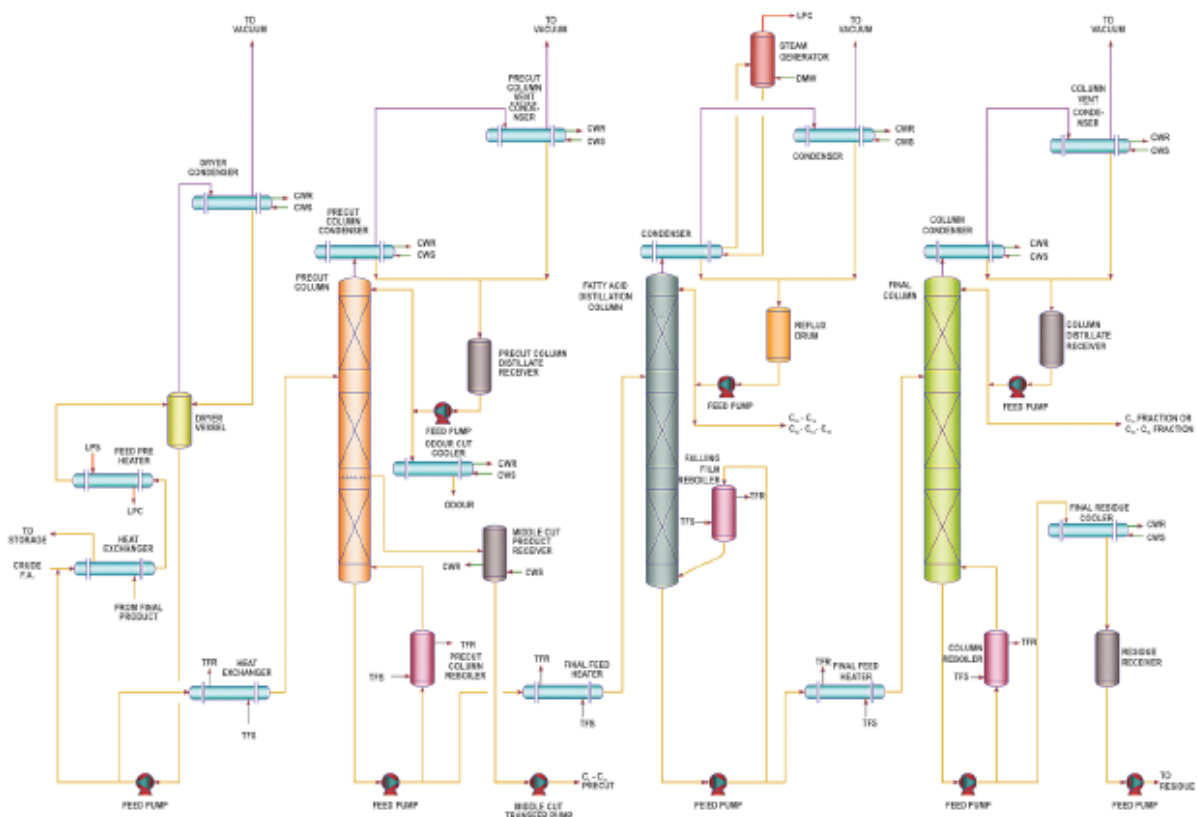 TO
VACUUM
TO
VACUUM
LPC
STEAM
GENERATOR
DMW
TO
VACUUM
TO
VACUUM
PRECUT
COLUMN
VENT
CONDE-
NSER
CWR
CWS
CONDENSER
CWR
CWS
COLUMN
VENT
CONDE-
NSER
CWR
CWS
DRYER
CONDENSER
CWR
CWS
PRECUT
COLUMN
CONDENSER
CWR
CWS
CONDENSER
COLUMN
CONDENSER
CWR
CWS
PRECUT
COLUMN
FATTY ACID
DISTILLATION
COLUMN
FINAL
COLUMN
PRECUT COLUMN
DISTILLATE
RECEIVER
REFLUX
DRUM
COLUMN
DISTILLATE
RECEIVER
DRYER
VESSEL
FEED PUMP
FEED PUMP
FEED PUMP
LPS
FEED PRE
HEATER
LPC
ODOUR CUT
COOLER
CWR
CWS
ODOUR
FRACTION OR
FRACTION
FALLING
FILM
REBOILER
TFR
TFS
TO
STORAGE
HEAT
EXCHANGER
CRUDE
F.A.
FROM FINAL
PRODUCT
MIDDLE CUT
PRODUCT
RECEIVER
CWR
CWS
FINAL RESIDUE
COOLER
CWR
CWS
TFR
HEAT
EXCHANGER
TFS
TFR
PRECUT
COLUMN
REBOILER
TFS
TFR
FINAL FEED
HEATER
TFS
TFR
FINAL FEED
HEATER
TFS
COLUMN
REBOILER
TFR
TFS
RESIDUE
RECEIVER
FEED PUMP
FEED PUMP
PRECUT
MIDDLE CUT
TRANSFER PUMP
FEED PUMP
FEED PUMP
TO
RESIDUE
FEED PUMP